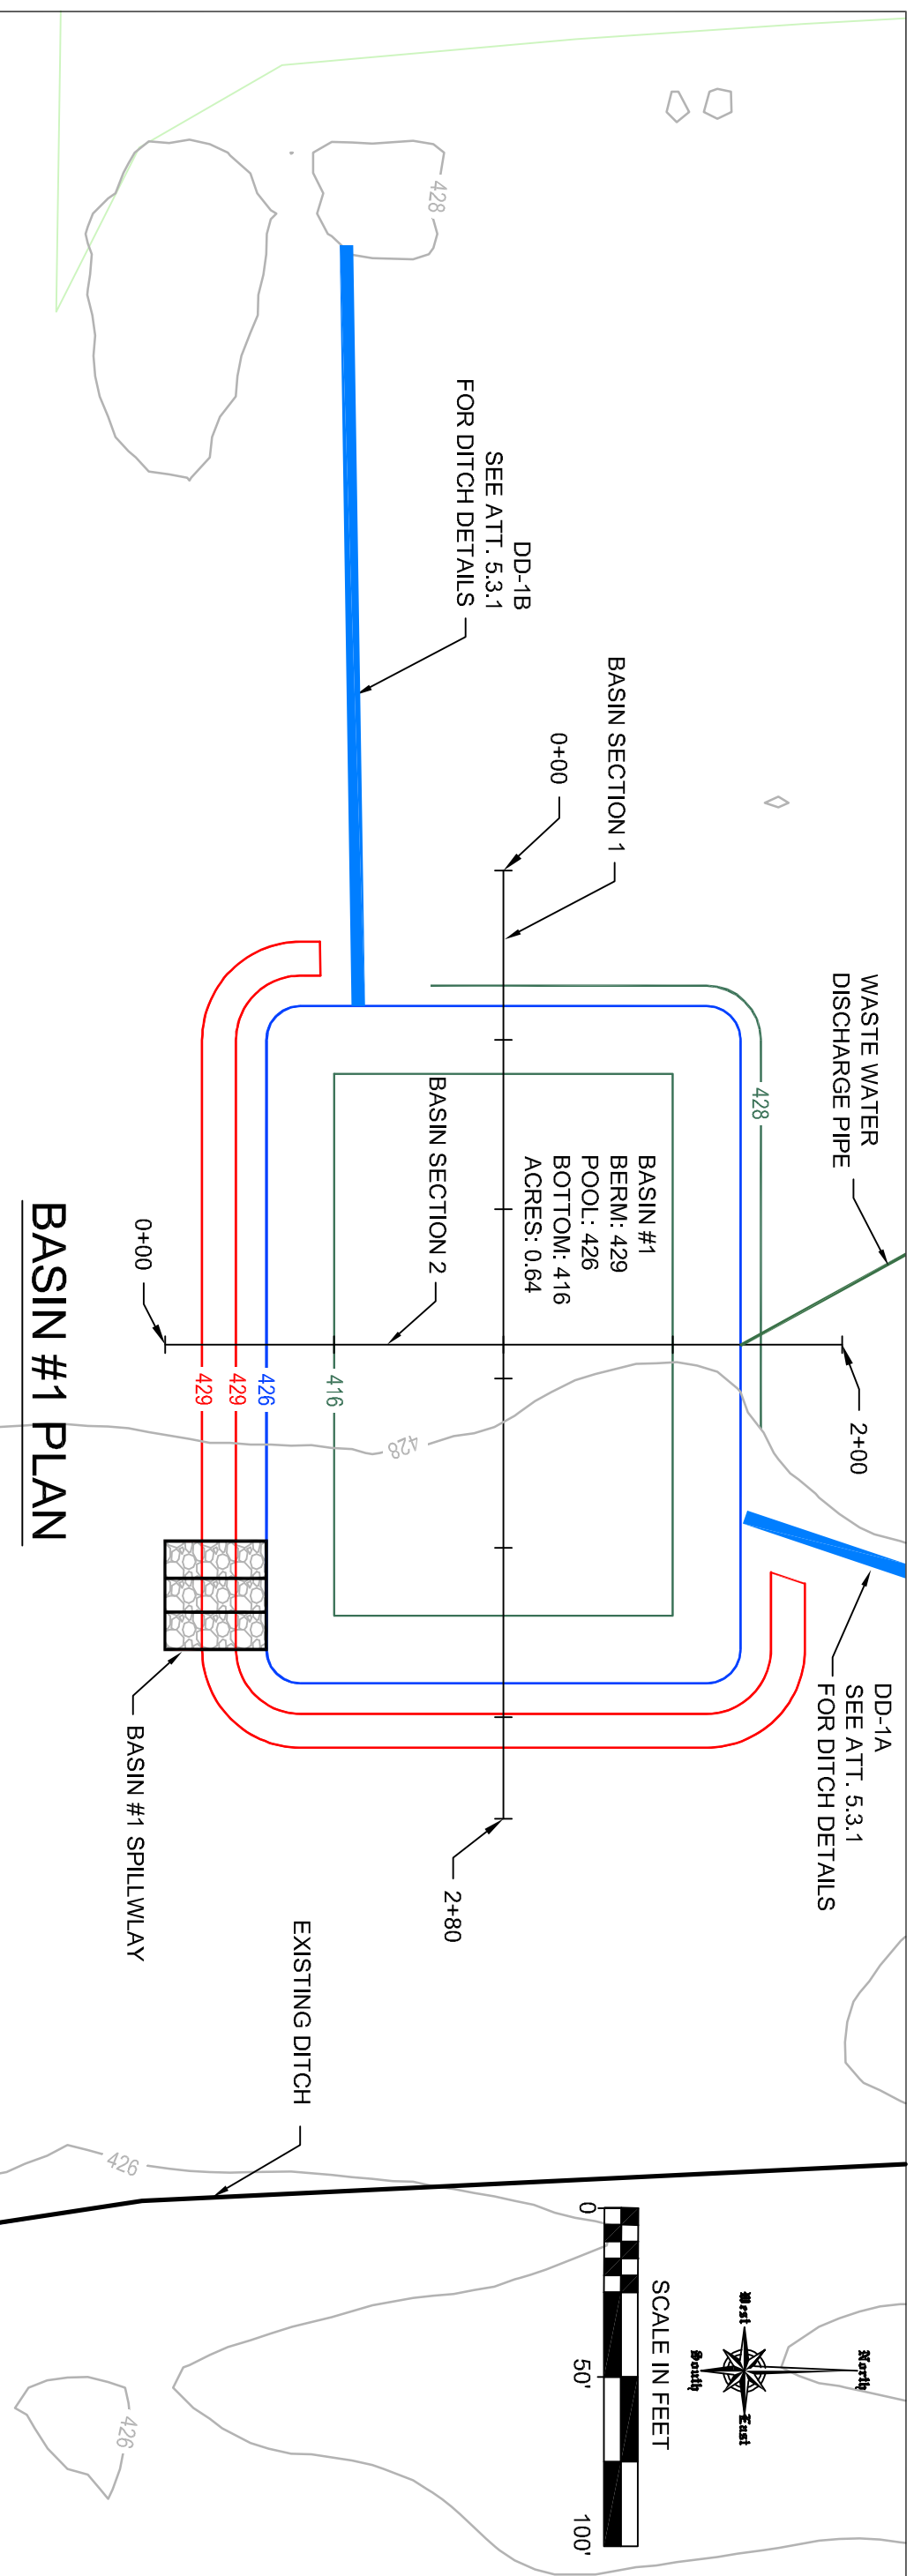 WASTE WATER
DISCHARGE PIPE
2+00
DD-1A
SEE ATT. 5.3.1
FOR DITCH DETAILS
North
West
East
South
428
428
BASIN SECTION 1
0+00
BASIN #1
BERM: 429
POOL: 426
BOTTOM: 416
ACRES: 0.64
SCALE IN FEET
0
50'
100'
DD-1B
SEE ATT. 5.3.1
FOR DITCH DETAILS
BASIN SECTION 2
428
2+80
416
426
429
429
EXISTING DITCH
0+00
BASIN #1 SPILLWLAY
426
426
BASIN #1 PLAN